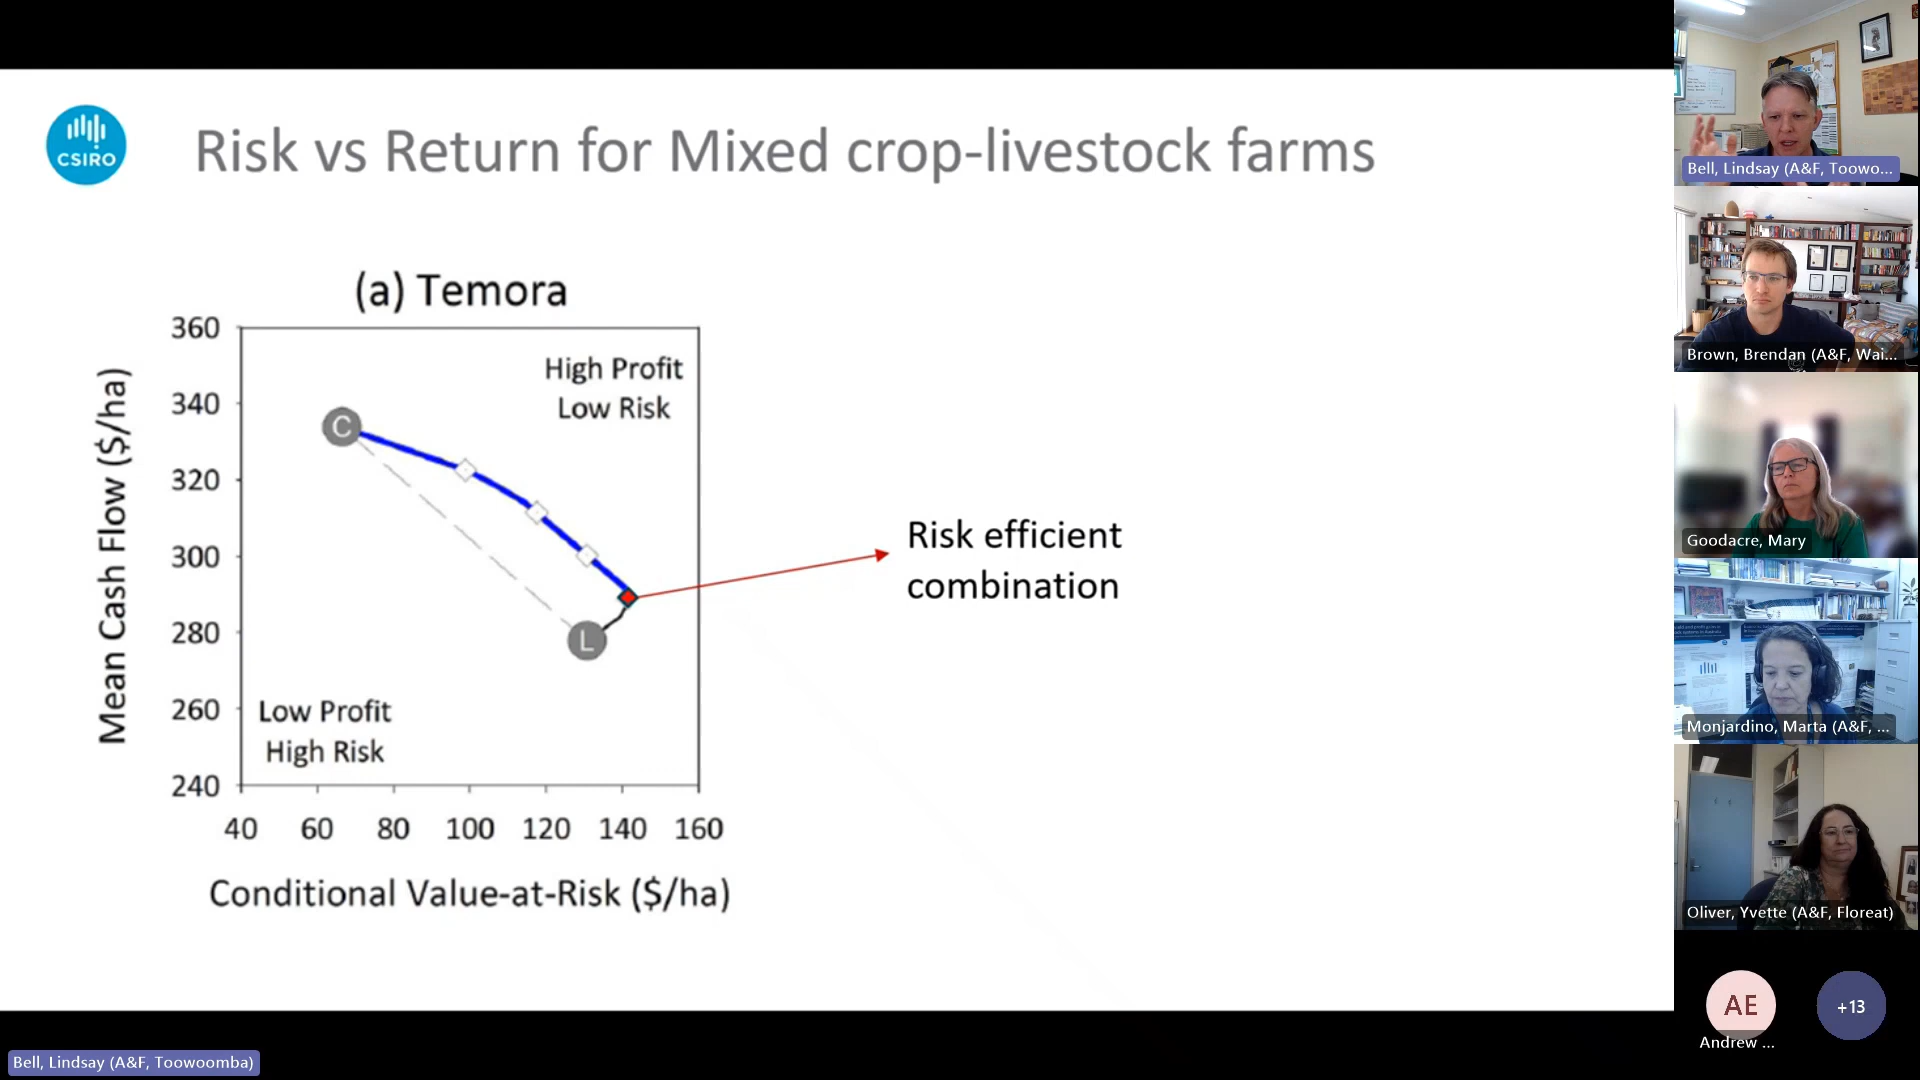 CSIRO
Risk vs Return for Mixed crop-livestock farms
(a) Temora
Mean Cash Flow ($/ha)
360
340
320
300
280
260
240
High Profit
Low Risk
C
L
Low Profit
High Risk
40 60 80 100 120 140 160
Conditional Value-at-Risk ($/ha)
Risk efficient
combination
Bell, Lindsay (A&F, Toowo...
Brown, Brendan (A&F, Wai...
Goodacre, Mary
Monjardino, Marta (A&F, ...
Oliver, Yvette (A&F, Floreat)
AE
+13
Andrew ...
Bell, Lindsay (A&F, Toowoomba)